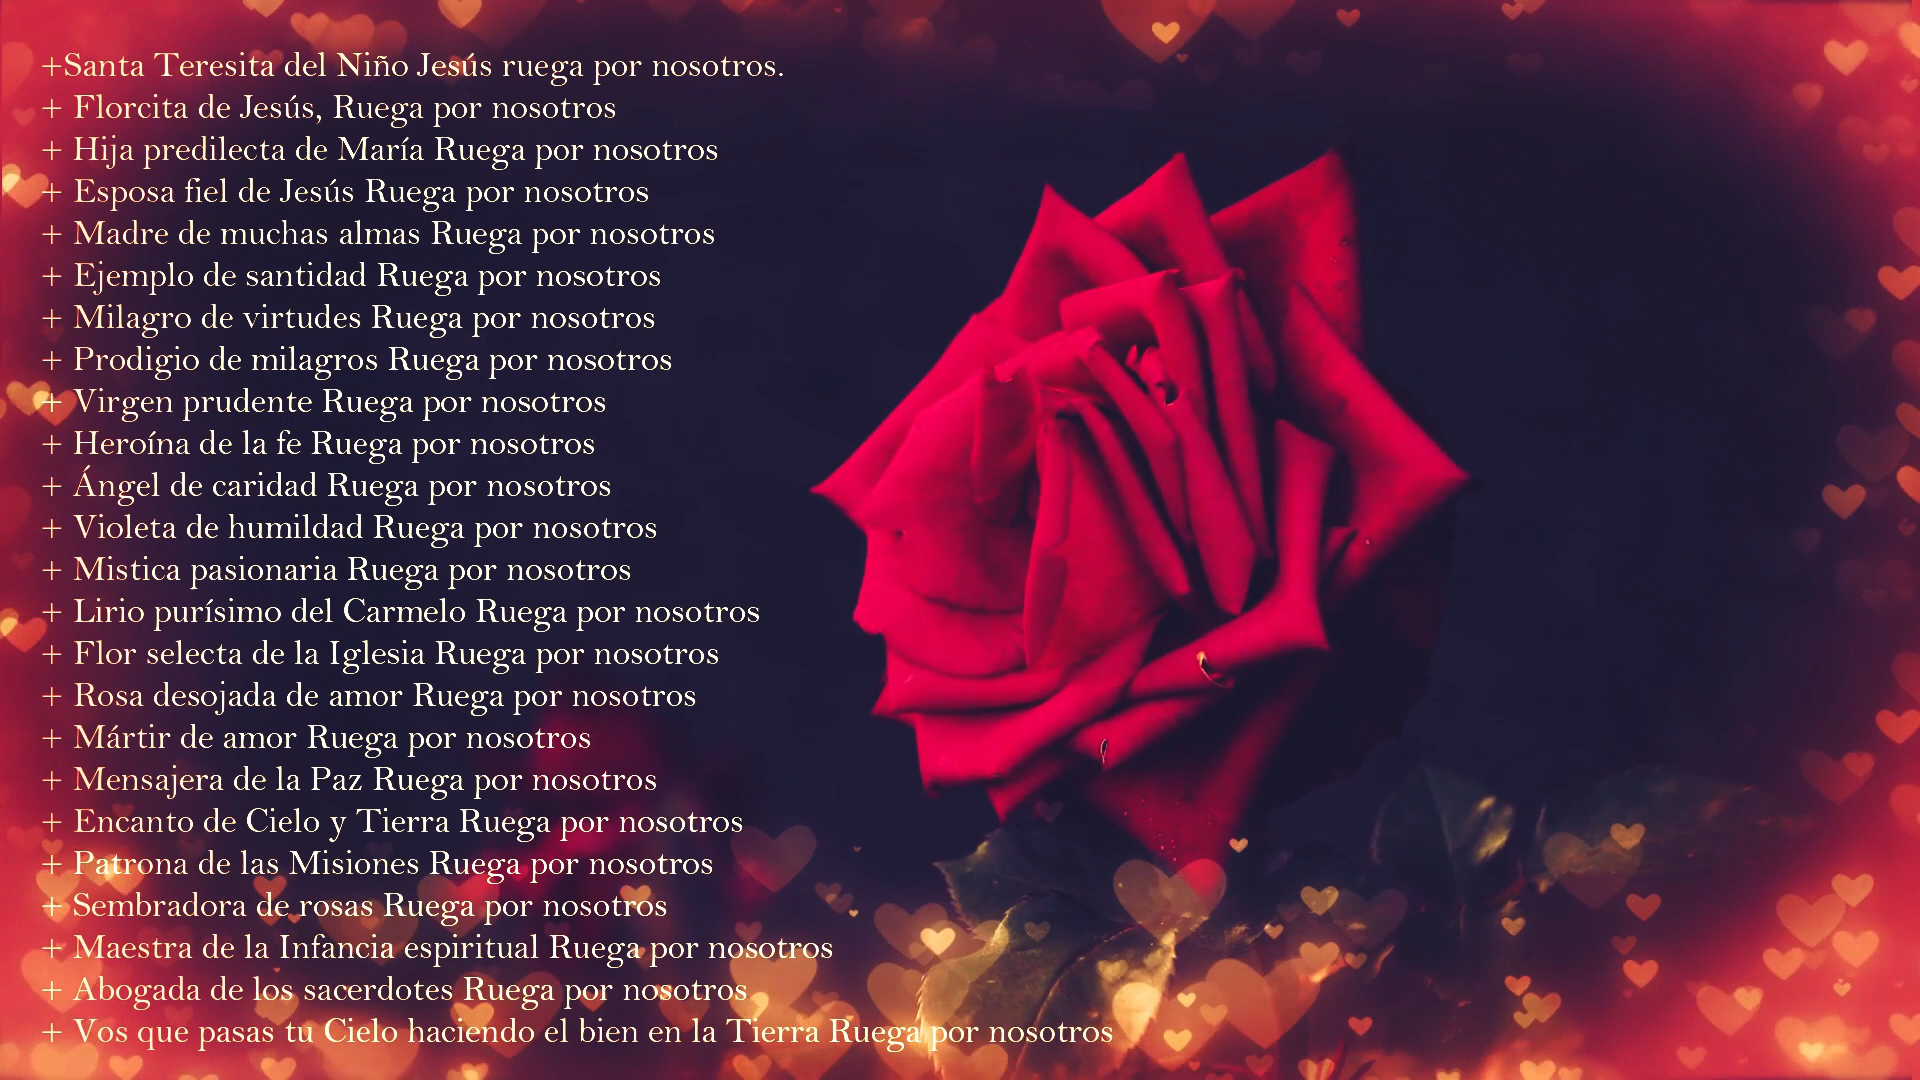 +Santa Teresita del Niño Jesús ruega por nosotros.
+ Florcita de Jesús, Ruega por nosotros
+ Hija predilecta de María Ruega por nosotros
+ Esposa fiel de Jesús Ruega por nosotros
+ Madre de muchas almas Ruega por nosotros
+ Ejemplo de santidad Ruega por nosotros
+ Milagro de virtudes Ruega por nosotros
+ Prodigio de milagros Ruega por nosotros
+ Virgen prudente Ruega por nosotros
+ Heroína de la fe Ruega por nosotros
+ Ángel de caridad Ruega por nosotros
+ Violeta de humildad Ruega por nosotros
+ Mistica pasionaria Ruega por nosotros
+ Lirio purísimo del Carmelo Ruega por nosotros
+ Flor selecta de la Iglesia Ruega por nosotros
+ Rosa desojada de amor Ruega por nosotros
+ Mártir de amor Ruega por nosotros
+ Mensajera de la Paz Ruega por nosotros
+ Encanto de Cielo y Tierra Ruega por nosotros
+ Patrona de las Misiones Ruega por nosotros
+ Sembradora de rosas Ruega por nosotros
+ Maestra de la Infancia espiritual Ruega por nosotros
+ Abogada de los sacerdotes Ruega por nosotros
+ Vos que pasas tu Cielo haciendo el bien en la Tierra Ruega por nosotros